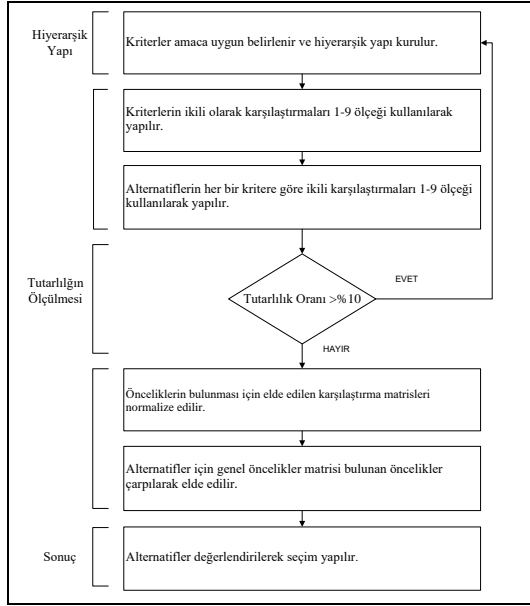 Hiyerarşik
Yapı
Kriterler amaca uygun belirlenir ve hiyerarşik yapı kurulur.
Kriterlerin ikili olarak karşılaştırmaları 1-9 ölçeği kullanılarak
yapılır.
Alternatiflerin her bir kritere göre ikili karşılaştırmaları 1-9 ölçeği
kullanılarak yapılır.
Tutarlılğın
Ölçülmesi
Tutarlılık Oranı >%10
EVET
HAYIR
Önceliklerin bulunması için elde edilen karşılaştırma matrisleri
normalize edilir.
Alternatifler için genel öncelikler matrisi bulunan öncelikler
çarpılarak elde edilir.
Sonuç
Alternatifler değerlendirilerek seçim yapılır.